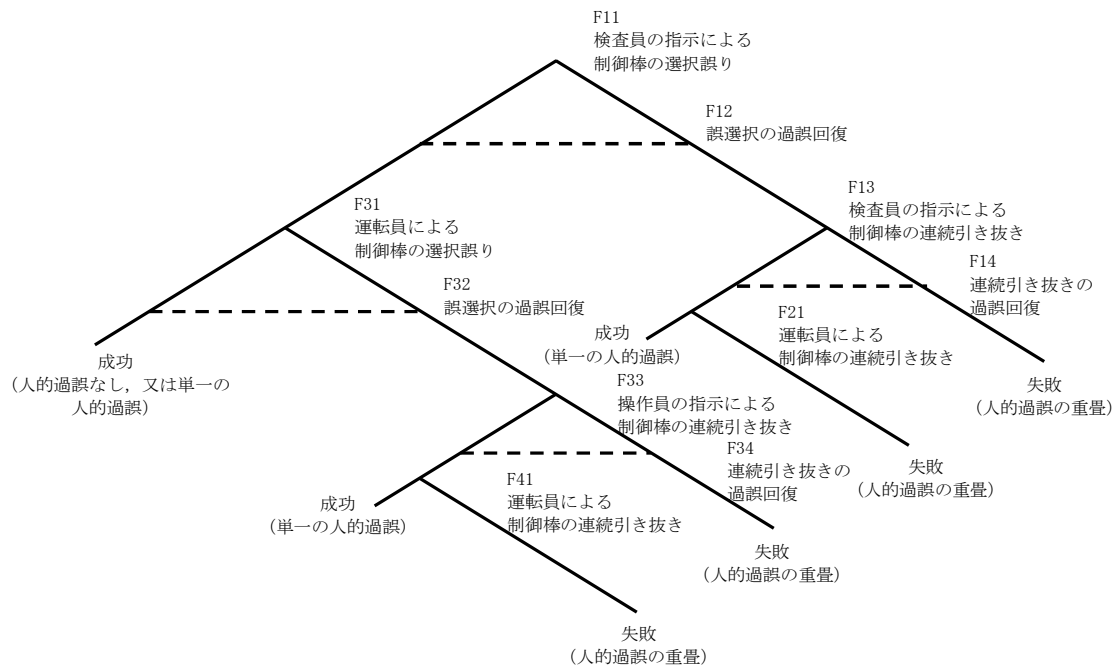 F11
検査員の指示による
制御棒の選択誤り
F12
誤選択の過誤回復
F13
検査員の指示による
制御棒の連続引き抜き
F14
連続引き抜きの
過誤回復
F31
運転員による
制御棒の選択誤り
F32
誤選択の過誤回復
F21
運転員による
制御棒の連続引き抜き
成功
（単一の人的過誤）
成功
（人的過誤なし，又は単一の
人的過誤）
失敗
（人的過誤の重畳）
F33
操作員の指示による
制御棒の連続引き抜き
F34
連続引き抜きの
過誤回復
失敗
（人的過誤の重畳）
F41
運転員による
制御棒の連続引き抜き
成功
（単一の人的過誤）
失敗
（人的過誤の重畳）
失敗
（人的過誤の重畳）